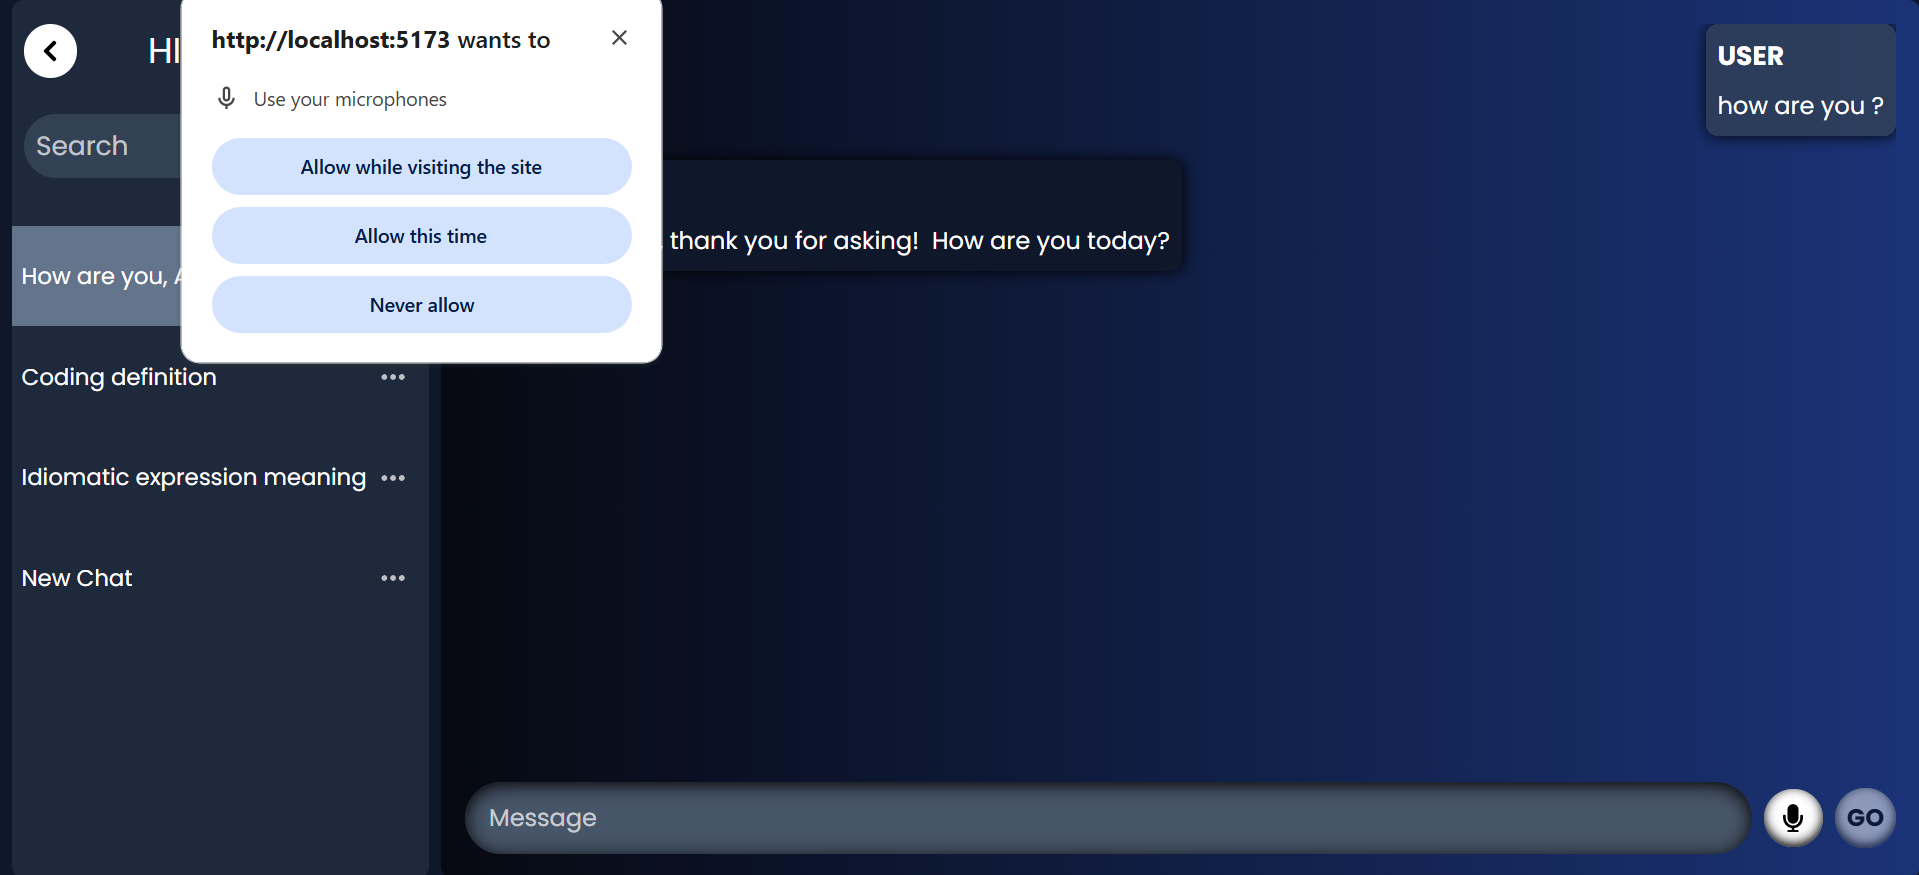 HI
http://localhost:5173 wants to
Use your microphones
Allow while visiting the site
Allow this time
Never allow
Search
How are you,
Coding definition
Idiomatic expression meaning
New Chat
USER
how are you ?
thank you for asking! How are you today?
Message
GO